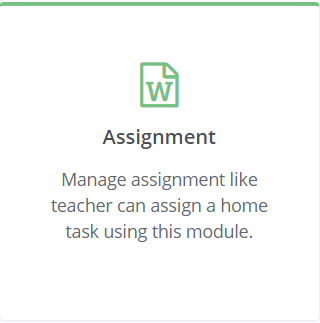 W
Assignment
Manage assignment like
teacher can assign a home
task using this module.